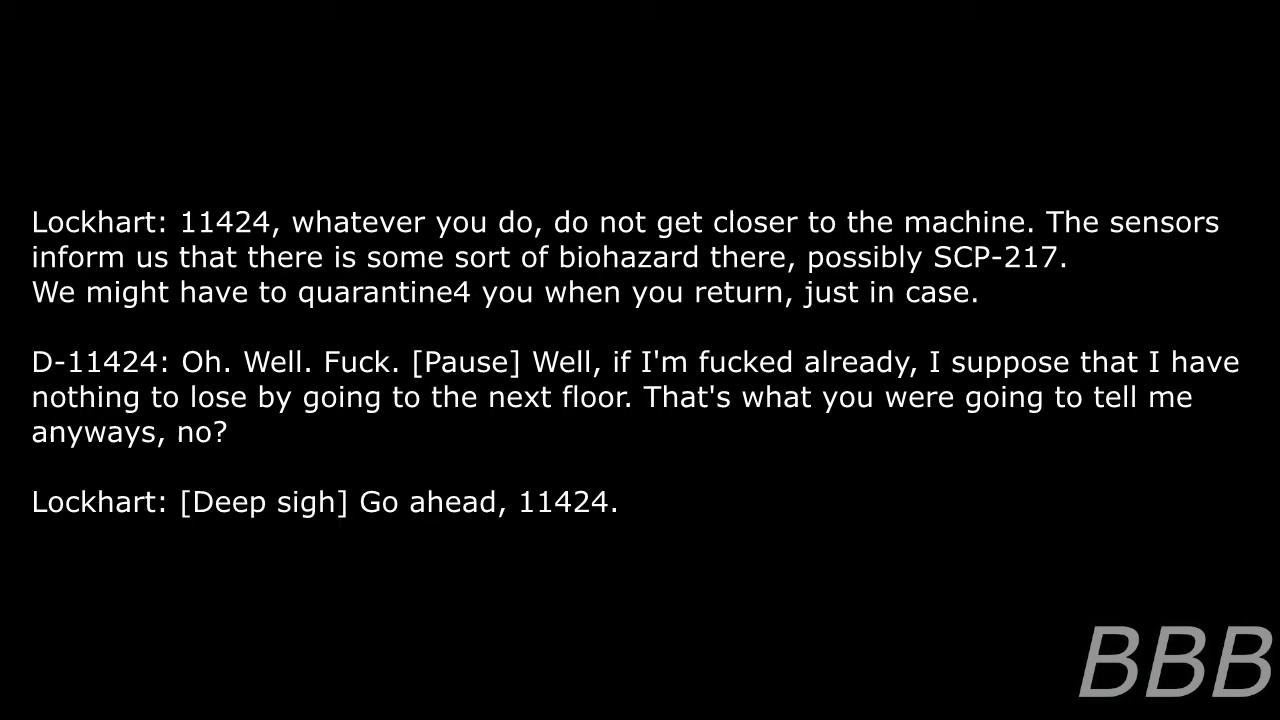 Lockhart: 11424, whatever you do, do not get closer to the machine. The sensors
inform us that there is some sort of biohazard there, possibly SCP-217.
We might have to quarantine4 you when you return, just in case.
D-11424: Oh. Well. Fuck. [Pause] Well, if I'm fucked already, I suppose that I have
nothing to lose by going to the next floor. That's what you were going to tell me
anyways, no?
Lockhart: [Deep sigh] Go ahead, 11424.
BBB